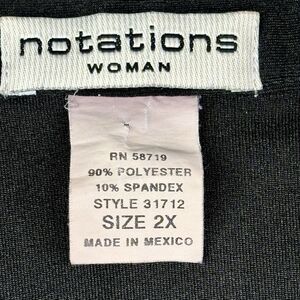 notations
WOMAN
RN 58719
90% POLYESTER
10% SPANDEX
STYLE 31712
SIZE 2X
MADE IN MEXICO